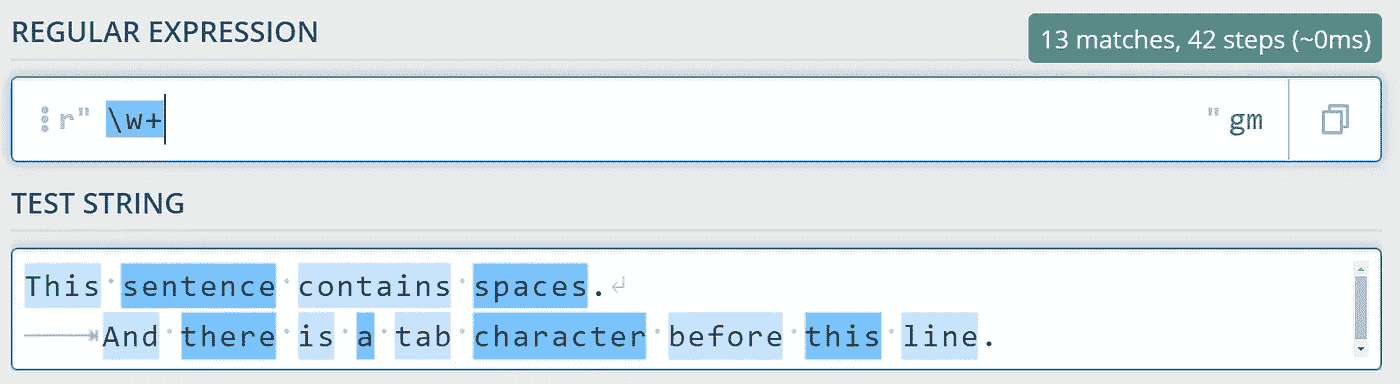 REGULAR EXPRESSION
13 matches, 42 steps (~0ms)
r" \w+ " gm
TEST STRING
This sentence contains spaces.
And there is a tab character before this line.